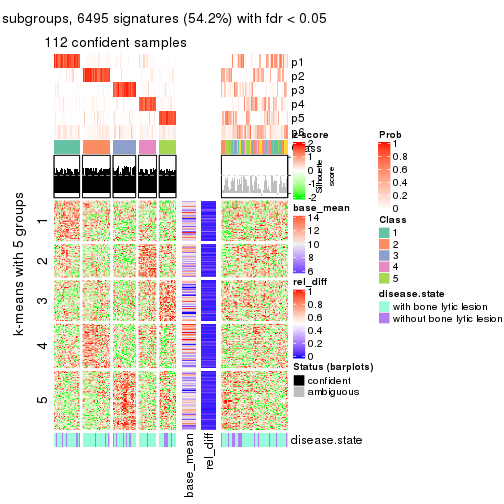 subgroups, 6495 signatures (54.2%) with fdr < 0.05
112 confident samples
p1
p2
p3
p4
p5
p6
Class
Silhouette
score
k-means with 5 groups
1
2
3
4
5
base_mean
rel_diff
disease.state
z-score
2
1
0
-1
-2
base_mean
14
12
10
8
6
rel_diff
1
0.8
0.6
0.4
0.2
0
Status (barplots)
confident
ambiguous
Prob
1
0.8
0.6
0.4
0.2
0
Class
1
2
3
4
5
disease.state
with bone lytic lesion
without bone lytic lesion